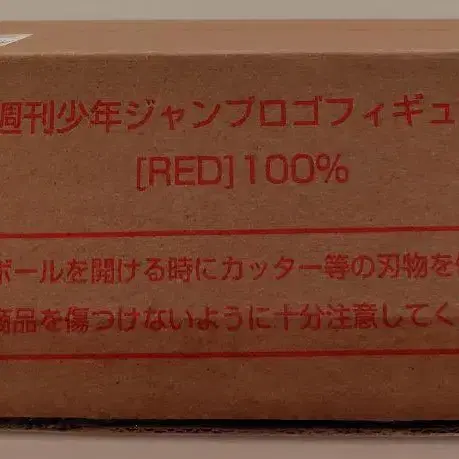 週刊少年ジャンプロゴフィギュ
[RED]100%
ボールを開ける時にカッター等の刃物を
商品を傷つけないように十分注意してく